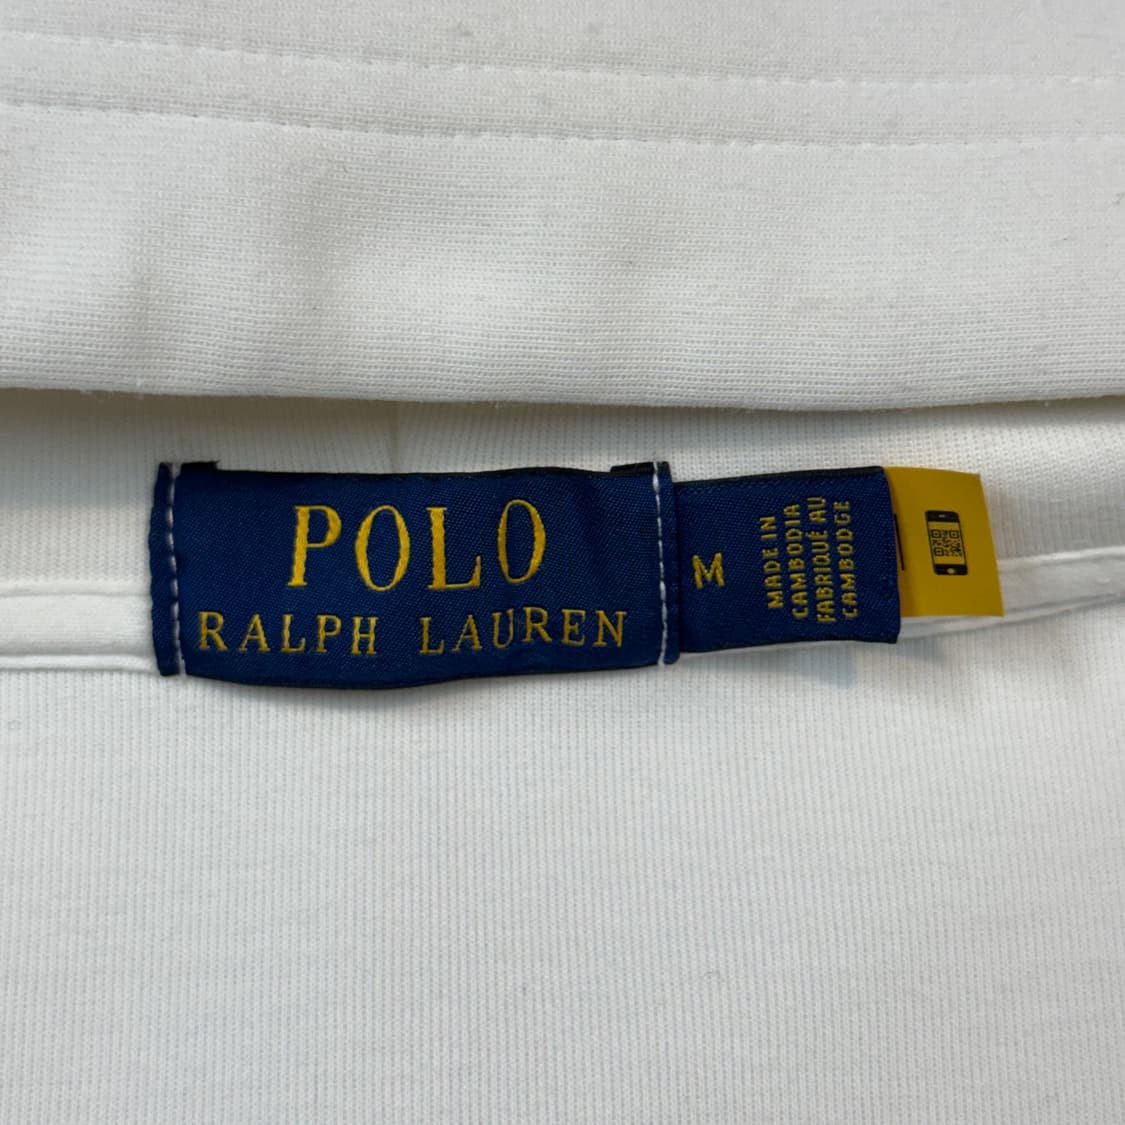 POLO
RALPH LAUREN
M
MADE IN
CAMBODIA
FABRIQUÉ AU
CAMBODGE